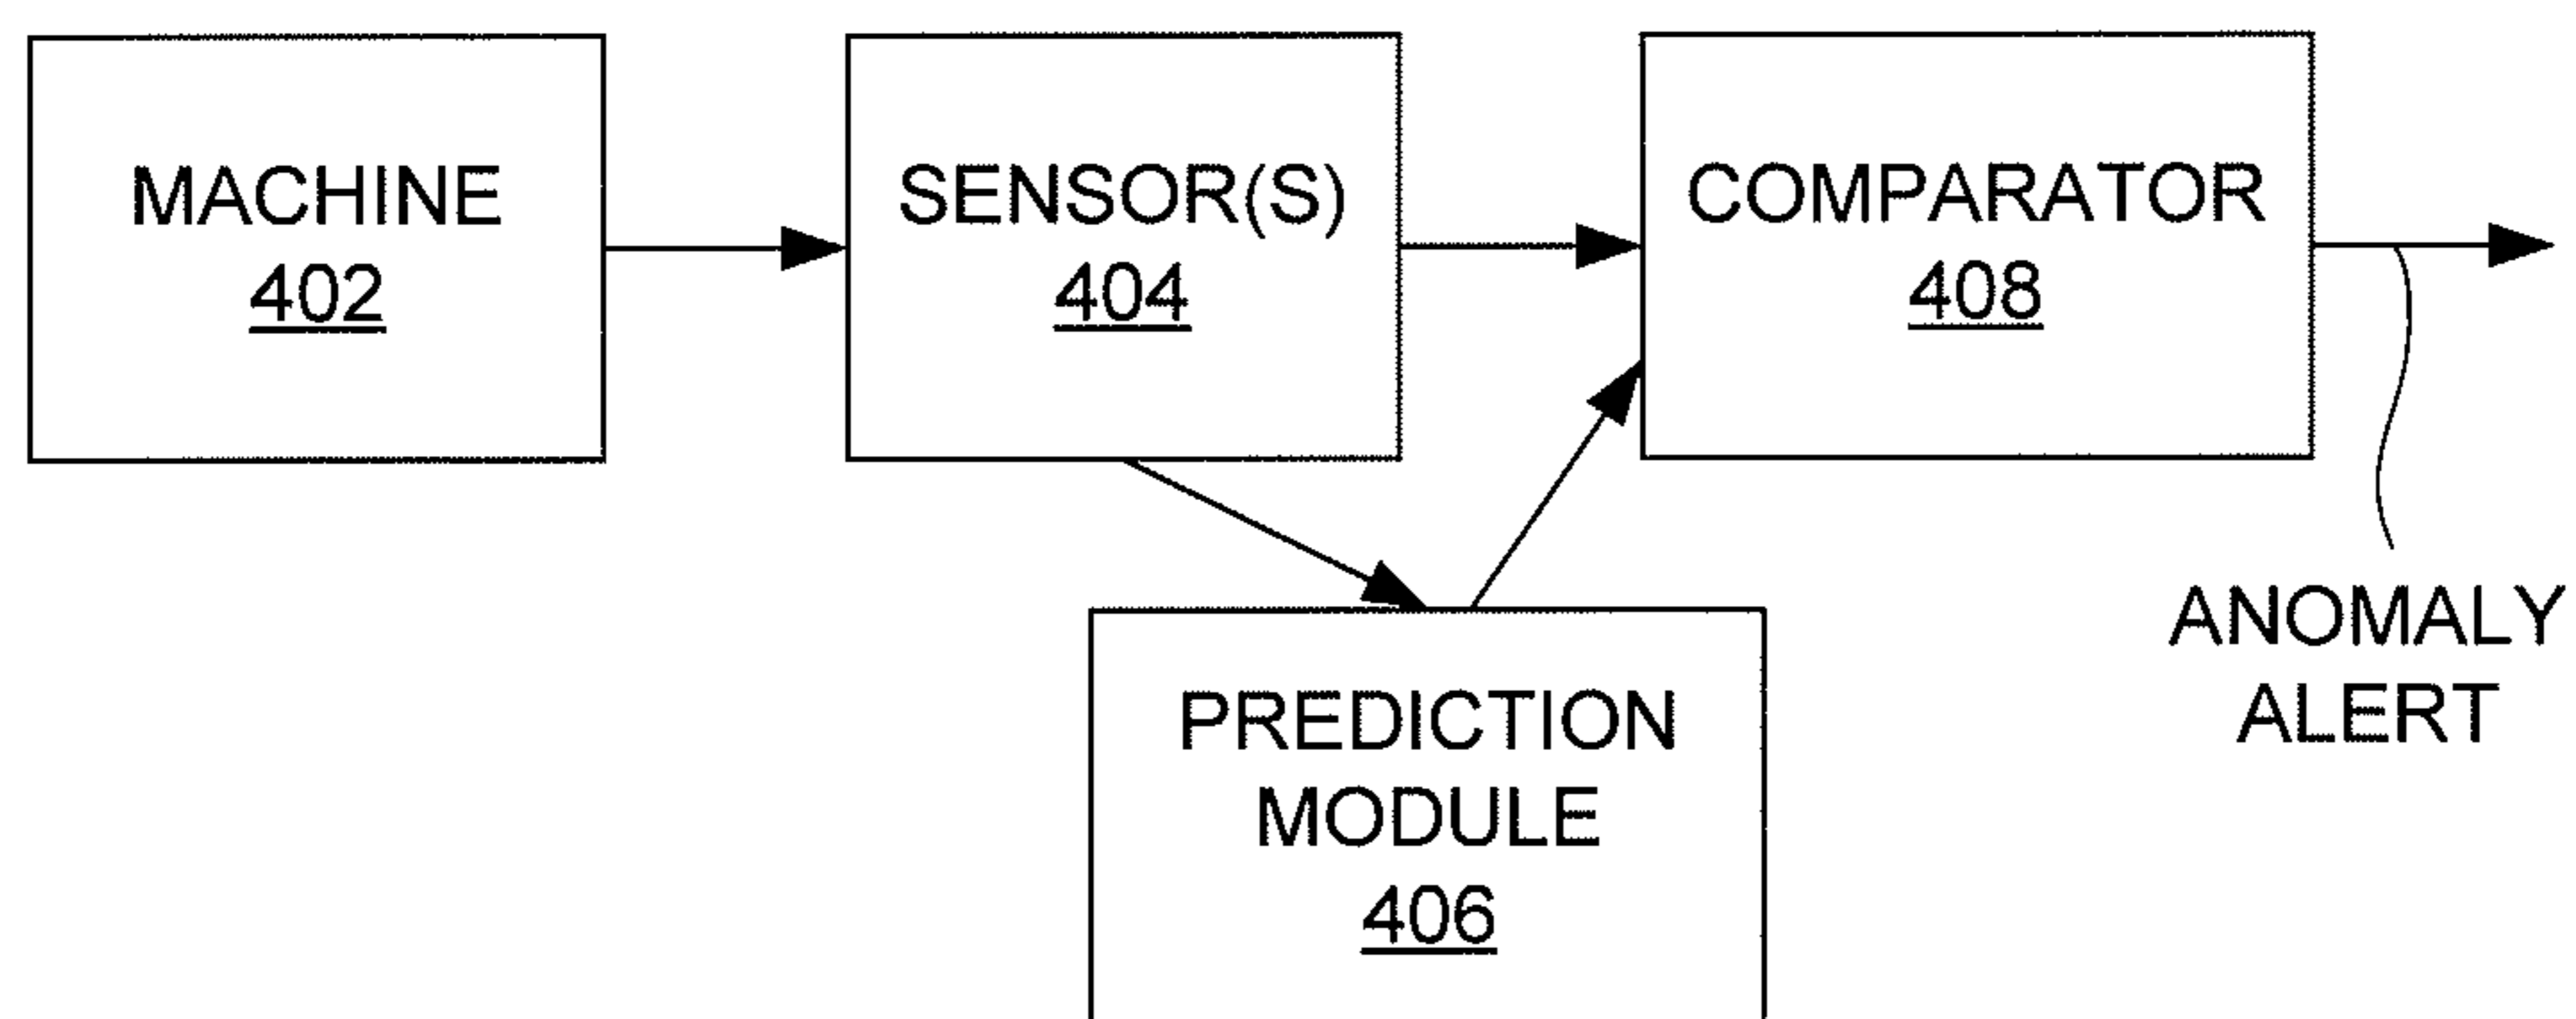 MACHINE
402
SENSOR(S)
404
COMPARATOR
408
ANOMALY
ALERT
PREDICTION
MODULE
406